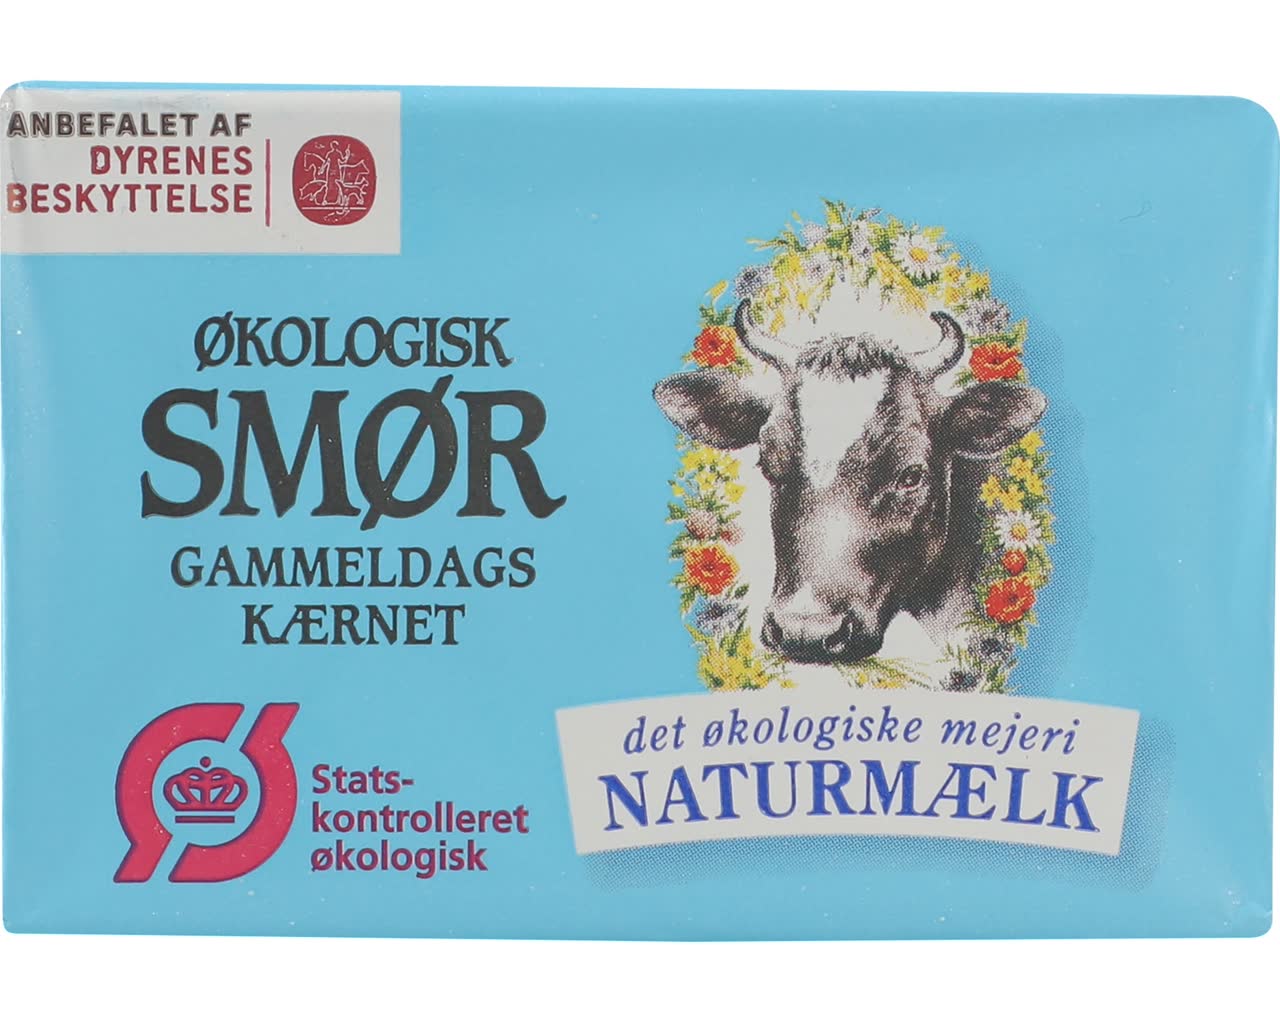 ANBEFALET AF
DYRENES
BESKYTTELSE
ØKOLOGISK
SMØR
GAMMELDAGS
KÆRNET
Stats-
kontrolleret
økologisk
det økologiske mejeri
NATURMÆLK